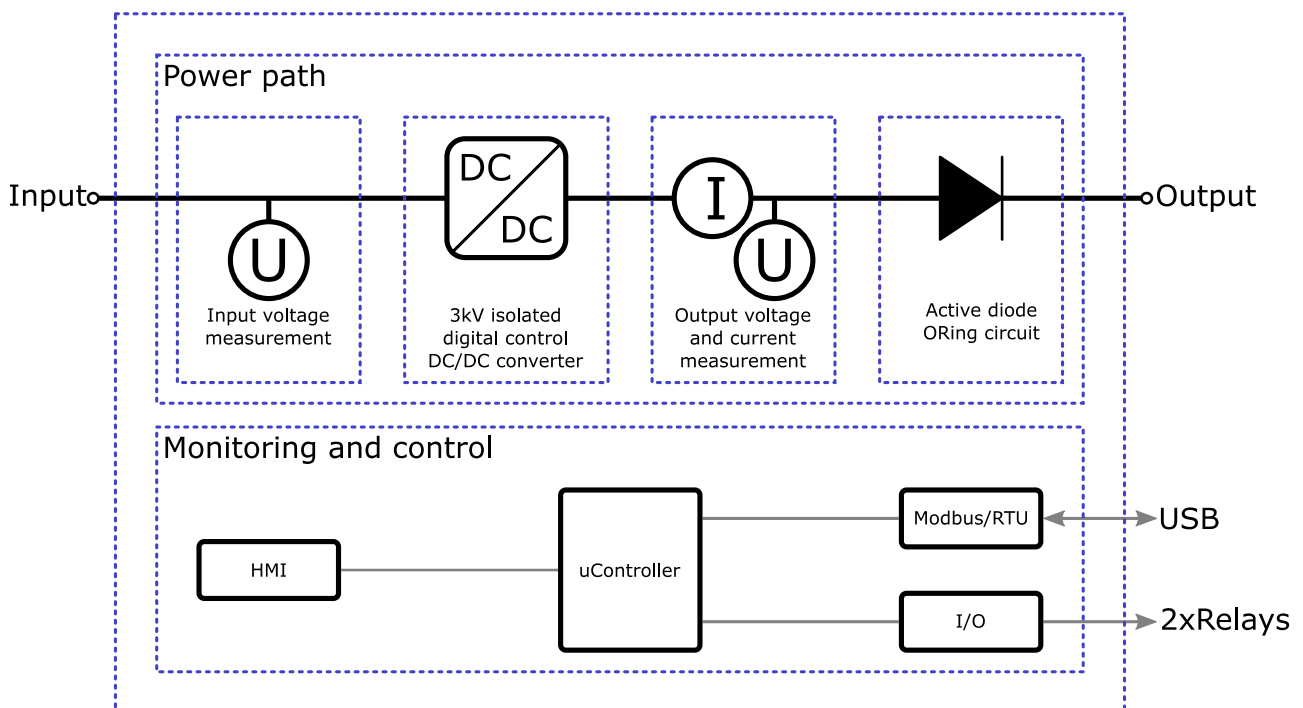 Power path
Input
DC
DC
I
U
U
Output
Input voltage
measurement
3kV isolated
digital control
DC/DC converter
Output voltage
and current
measurement
Active diode
ORing circuit
Monitoring and control
HMI
uController
Modbus/RTU
USB
I/O
2xRelays